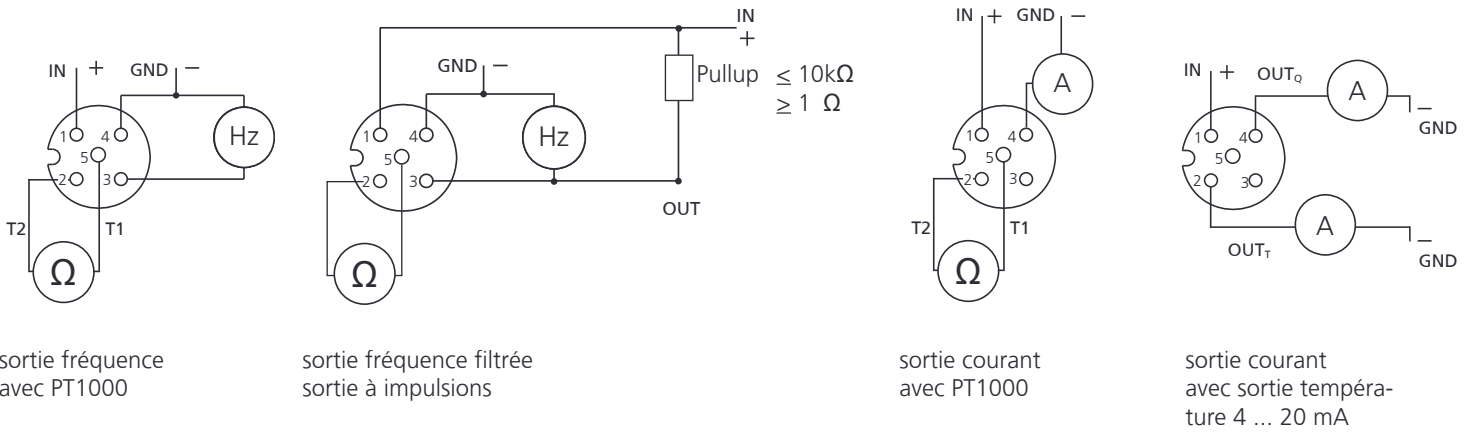 IN + GND –
1 4
5
2 3
Hz
T2 T1
Ω
sortie fréquence
avec PT1000
IN
+
GND –
Pullup ≤ 10kΩ
≥ 1 Ω
1 4
5
2 3
Hz
OUT
Ω
sortie fréquence filtrée
sortie à impulsions
IN + GND –
A
1 4
5
2 3
T2 T1
Ω
sortie courant
avec PT1000
IN + OUTQ
A
–
GND
1 4
5
2 3
A
OUTT
–
GND
sortie courant
avec sortie tempéra-
ture 4 ... 20 mA